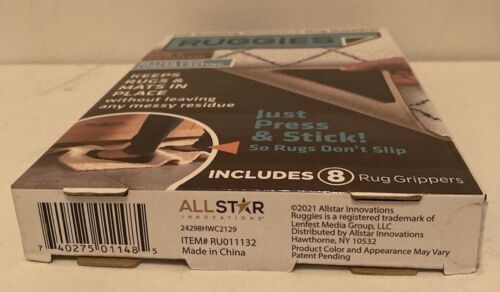 RUGGIES
KEEPS
RUGS &
MATS IN
PLACE
without leaving
any messy residue
Just
Press
& Stick!
So Rugs Don't Slip
INCLUDES 8 Rug Grippers
ALLSTAR
INNOVATIONS
24298HWC2129
ITEM# RU011132
Made in China
7 40275 01148 5
©2021 Allstar Innovations
Ruggies is a registered trademark of
Lenfest Media Group, LLC
Distributed by Allstar Innovations
Hawthorne, NY 10532
Product Color and Appearance May Vary
Patent Pending